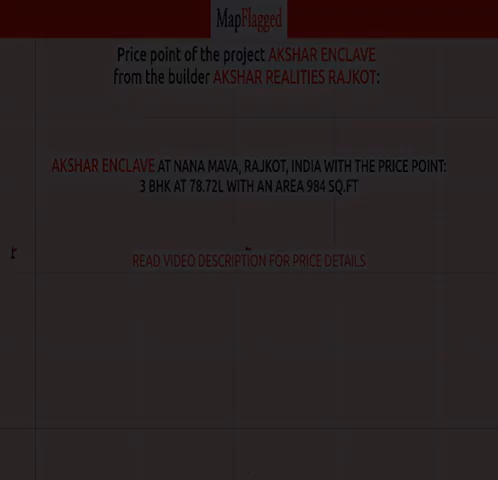 MapFlagged
Price point of the project AKSHAR ENCLAVE
from the builder AKSHAR REALITIES RAJKOT:
AKSHAR ENCLAVE AT NANA MAVA, RAJKOT, INDIA WITH THE PRICE POINT:
3 BHK AT 78.72L WITH AN AREA 984 SQ.FT
READ VIDEO DESCRIPTION FOR PRICE DETAILS